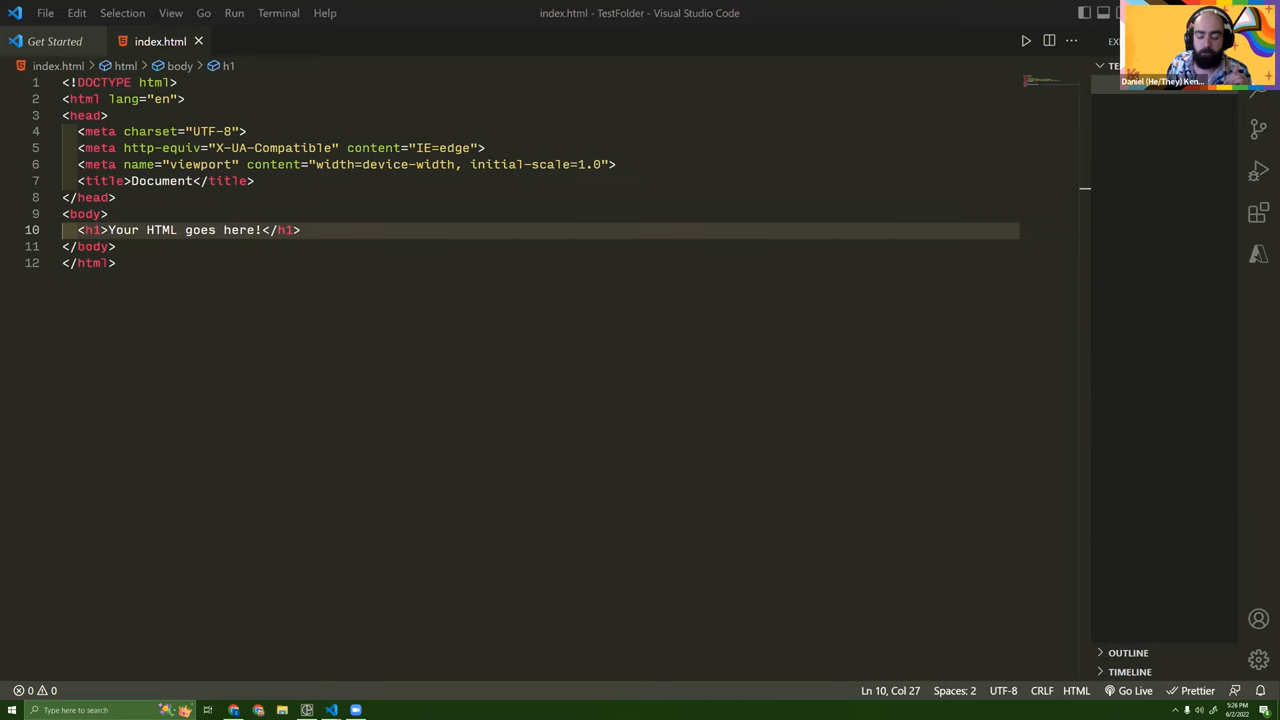 File Edit Selection View Go Run Terminal Help
index.html - TestFolder - Visual Studio Code
Get Started
index.html
index.html > html > body > h1
1 <!DOCTYPE html>
2 <html lang="en">
3 <head>
4 <meta charset="UTF-8">
5 <meta http-equiv="X-UA-Compatible" content="IE=edge">
6 <meta name="viewport" content="width=device-width, initial-scale=1.0">
7 <title>Document</title>
8 </head>
9 <body>
10 <h1>Your HTML goes here!</h1>
11 </body>
12 </html>
Daniel (He/They) Ken...
OUTLINE
TIMELINE
0 0
Ln 10, Col 27 Spaces: 2 UTF-8 CRLF HTML Go Live Prettier
Type here to search
5:26 PM
6/2/2022